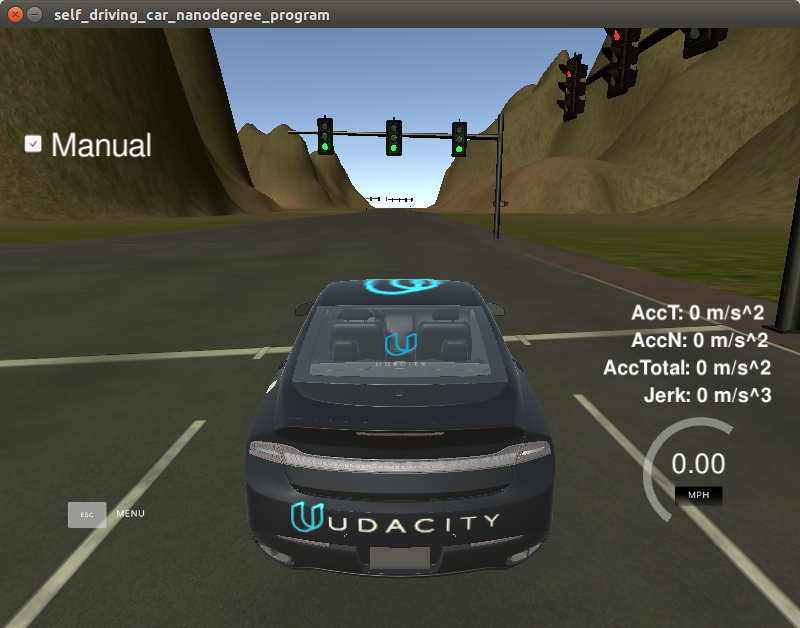 self_driving_car_nanodegree_program
Manual
UDACITY
AccT: 0 m/s^2
AccN: 0 m/s^2
AccTotal: 0 m/s^2
Jerk: 0 m/s^3
0.00
MPH
ESC
MENU
UDACITY